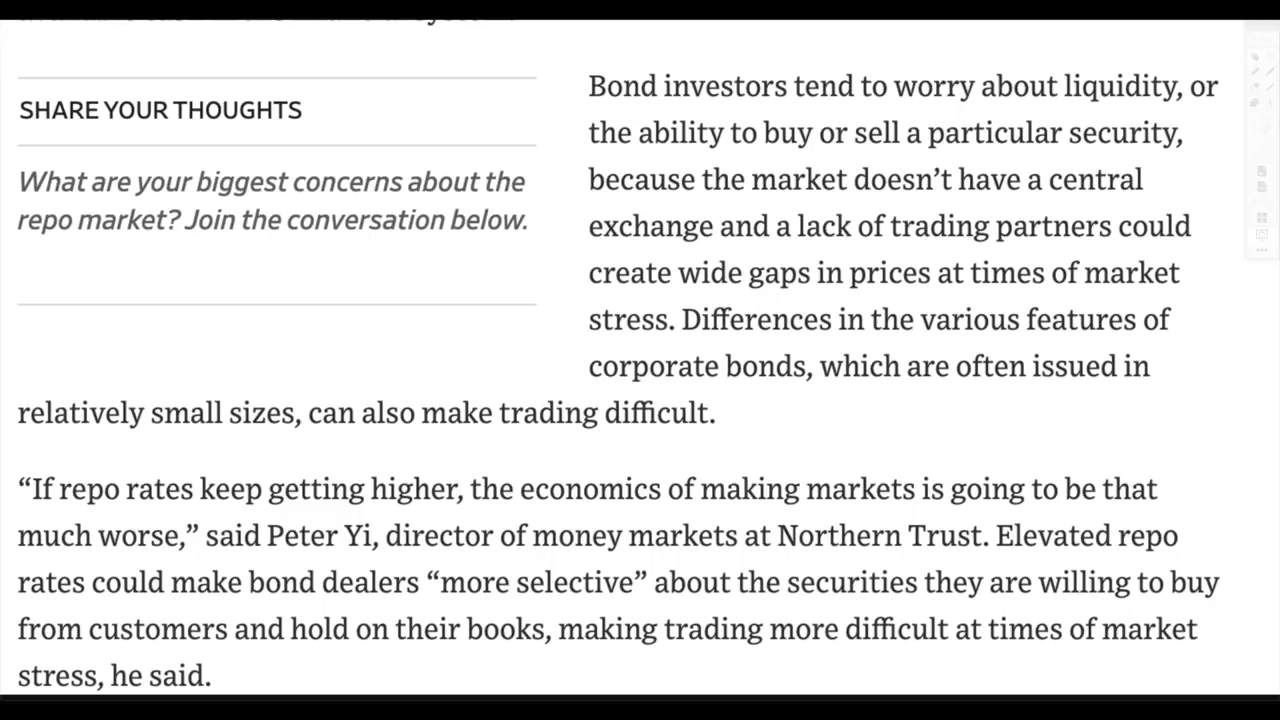 SHARE YOUR THOUGHTS
What are your biggest concerns about the
repo market? Join the conversation below.
Bond investors tend to worry about liquidity, or
the ability to buy or sell a particular security,
because the market doesn’t have a central
exchange and a lack of trading partners could
create wide gaps in prices at times of market
stress. Differences in the various features of
corporate bonds, which are often issued in
relatively small sizes, can also make trading difficult.
“If repo rates keep getting higher, the economics of making markets is going to be that
much worse,” said Peter Yi, director of money markets at Northern Trust. Elevated repo
rates could make bond dealers “more selective” about the securities they are willing to buy
from customers and hold on their books, making trading more difficult at times of market
stress, he said.